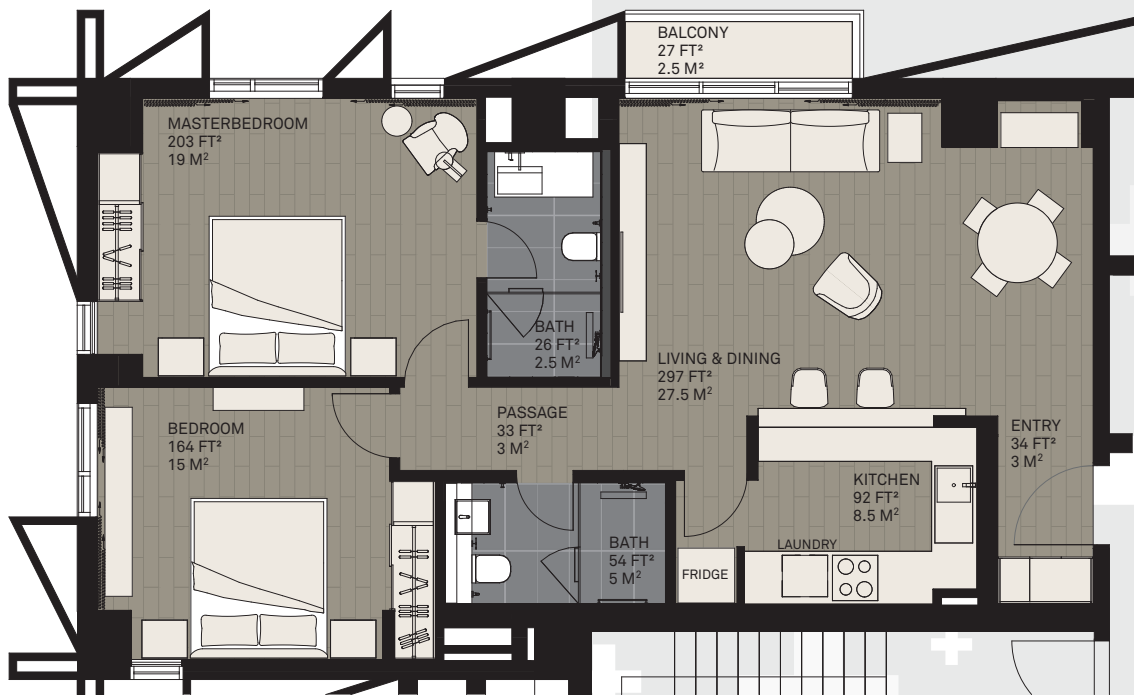 BALCONY
27 FT²
2.5 M²
MASTERBEDROOM
203 FT²
19 M²
BATH
26 FT²
2.5 M²
LIVING & DINING
297 FT²
27.5 M²
PASSAGE
33 FT²
3 M²
BEDROOM
164 FT²
15 M²
ENTRY
34 FT²
3 M²
KITCHEN
92 FT²
8.5 M²
BATH
54 FT²
5 M²
LAUNDRY
FRIDGE